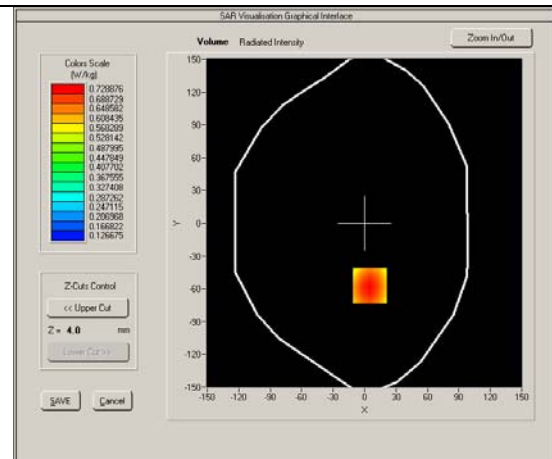 SAR Visualisation Graphical Interface
Volume Radiated Intensity
Zoom In/Out
Colors Scale
(W/kg)
0.728876
0.688729
0.648582
0.608435
0.568289
0.528142
0.487995
0.447849
0.407702
0.367555
0.327408
0.287262
0.247115
0.206968
0.166822
0.126675
Z-Cuts Control
<< Upper Cut
Z = 4.0 mm
Lower Cut >>
SAVE Cancel
150-
120-
90-
60-
30-
0-
-30-
-60-
-90-
-120-
-150-
Y
-150 -120 -90 -60 -30 0 30 60 90 120 150
X